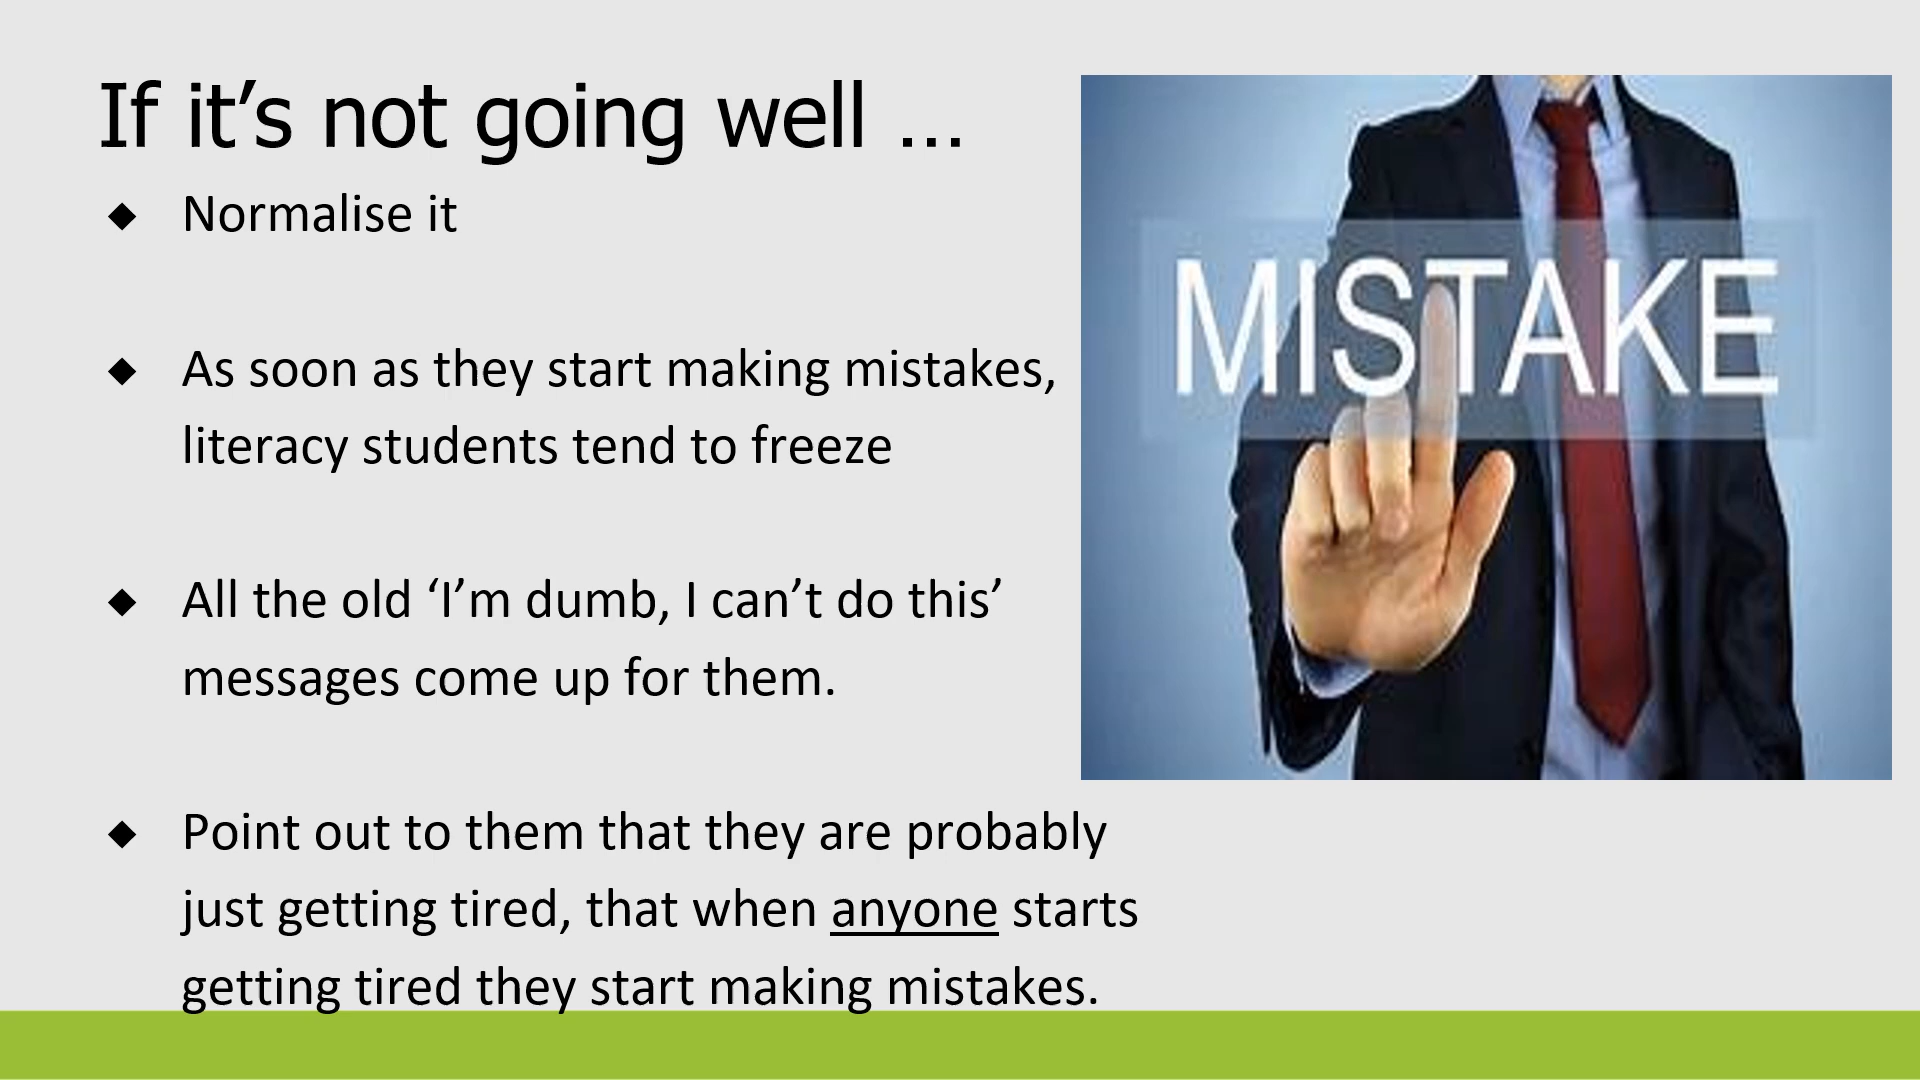 If it’s not going well …
◆ Normalise it
◆ As soon as they start making mistakes,
literacy students tend to freeze
◆ All the old ‘I’m dumb, I can’t do this’
messages come up for them.
◆ Point out to them that they are probably
just getting tired, that when anyone starts
getting tired they start making mistakes.
MISTAKE